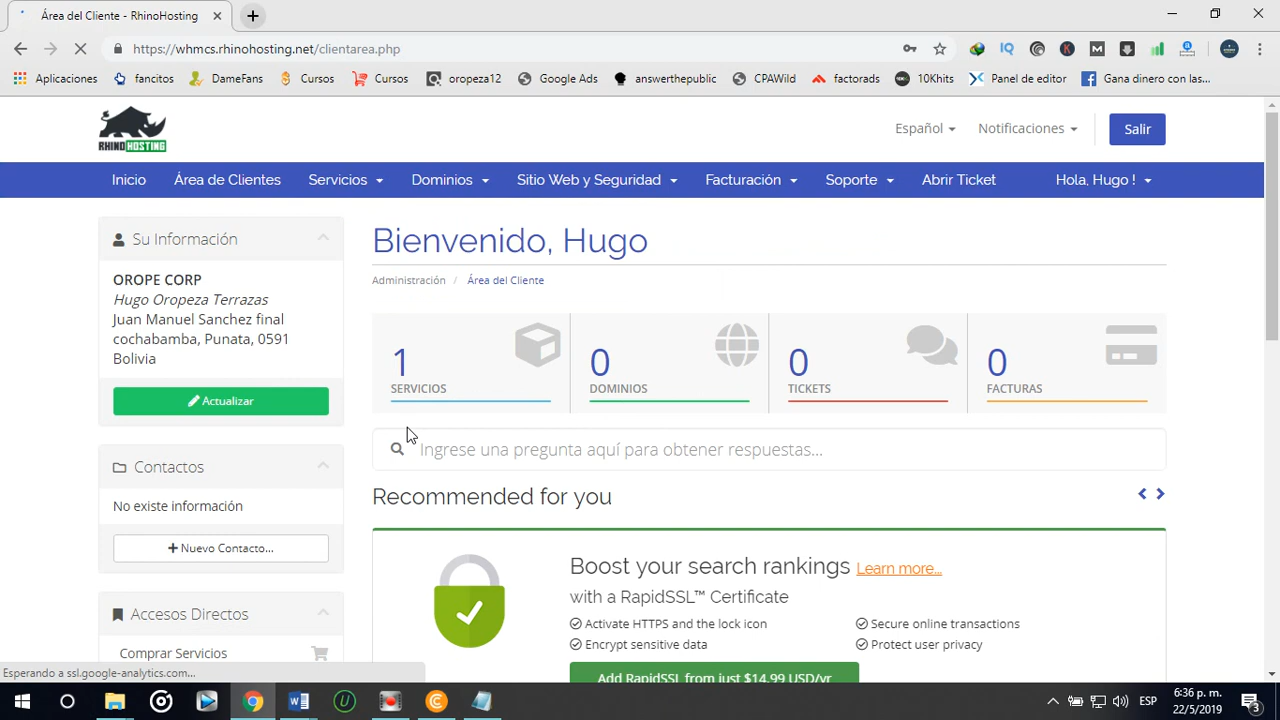 Área del Cliente - RhinoHosting
https://whmcs.rhinohosting.net/clientarea.php
Aplicaciones fancitos DameFans Cursos Cursos oropeza12 Google Ads answerthepublic CPAWild factorads 10Khits Panel de editor Gana dinero con las...
RHINOHOSTING
Español Notificaciones Salir
Inicio Área de Clientes Servicios Dominios Sitio Web y Seguridad Facturación Soporte Abrir Ticket Hola, Hugo !
Su Información
OROPE CORP
Hugo Oropeza Terrazas
Juan Manuel Sanchez final
cochabamba, Punata, 0591
Bolivia
Actualizar
Contactos
No existe información
+ Nuevo Contacto...
Accesos Directos
Comprar Servicios
Bienvenido, Hugo
Administración / Área del Cliente
1
SERVICIOS
0
DOMINIOS
0
TICKETS
0
FACTURAS
Ingrese una pregunta aquí para obtener respuestas...
Recommended for you
Boost your search rankings Learn more...
with a RapidSSL™ Certificate
Activate HTTPS and the lock icon
Secure online transactions
Encrypt sensitive data
Protect user privacy
Add RapidSSL from just $14.99 USD/yr
Esperando a ssl.google-analytics.com...
ESP
6:36 p. m.
22/5/2019
3